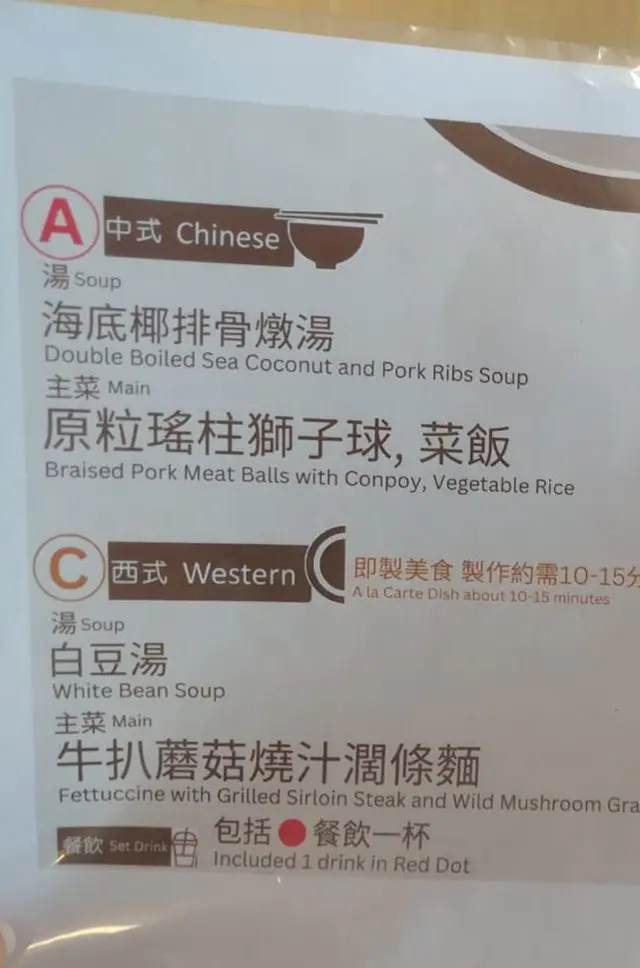 A 中式 Chinese
湯 Soup
海底椰排骨燉湯
Double Boiled Sea Coconut and Pork Ribs Soup
主菜 Main
原粒瑤柱獅子球, 菜飯
Braised Pork Meat Balls with Conpoy, Vegetable Rice
C 西式 Western
即製美食 製作約需10-15分
A la Carte Dish about 10-15 minutes
湯 Soup
白豆湯
White Bean Soup
主菜 Main
牛扒蘑菇燒汁濶條麵
Fettuccine with Grilled Sirloin Steak and Wild Mushroom Gra
餐飲 Set Drink 包括 餐飲一杯
Included 1 drink in Red Dot